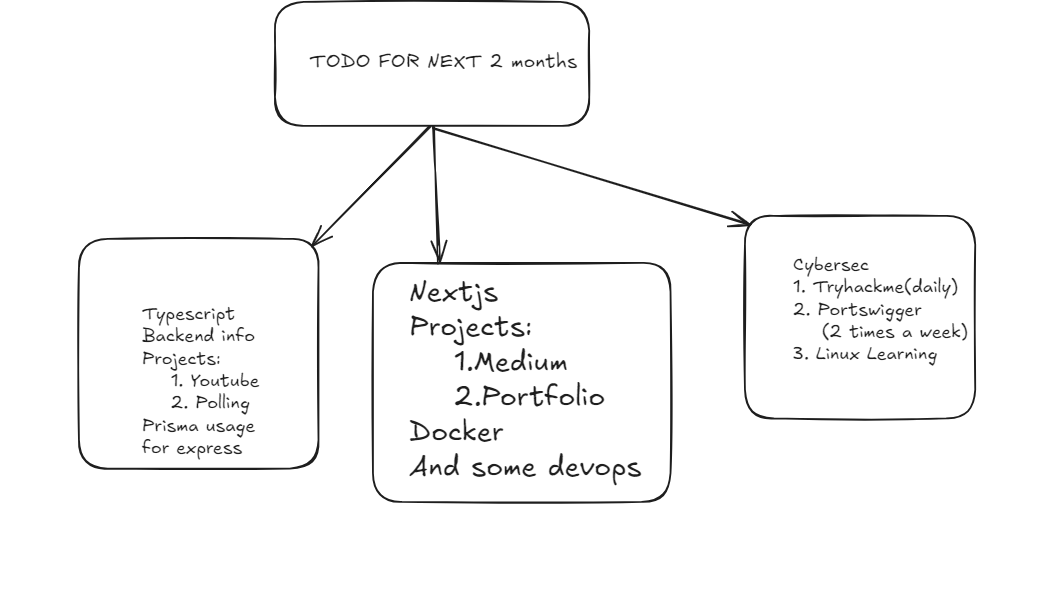 TODO FOR NEXT 2 months
Typescript
Backend info
Projects:
1. Youtube
2. Polling
Prisma usage
for express
Nextjs
Projects:
1.Medium
2.Portfolio
Docker
And some devops
Cybersec
1. Tryhackme(daily)
2. Portswigger
(2 times a week)
3. Linux Learning